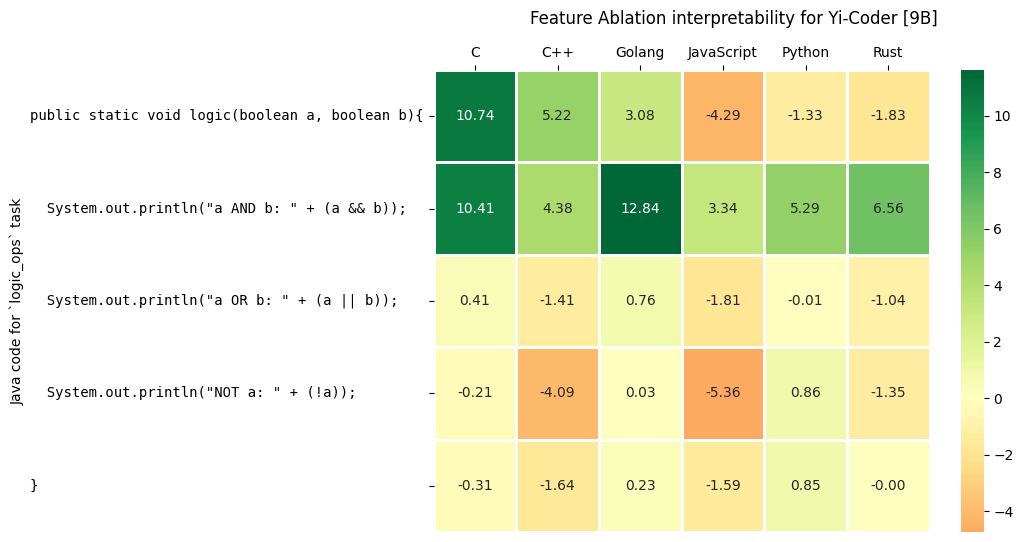 Feature Ablation interpretability for Yi-Coder [9B]
C C++ Golang JavaScript Python Rust
Java code for `logic_ops` task
public static void logic(boolean a, boolean b){ 10.74 5.22 3.08 -4.29 -1.33 -1.83
System.out.println("a AND b: " + (a && b)); 10.41 4.38 12.84 3.34 5.29 6.56
System.out.println("a OR b: " + (a || b)); 0.41 -1.41 0.76 -1.81 -0.01 -1.04
System.out.println("NOT a: " + (!a)); -0.21 -4.09 0.03 -5.36 0.86 -1.35
} -0.31 -1.64 0.23 -1.59 0.85 -0.00
10
8
6
4
2
0
−2
−4